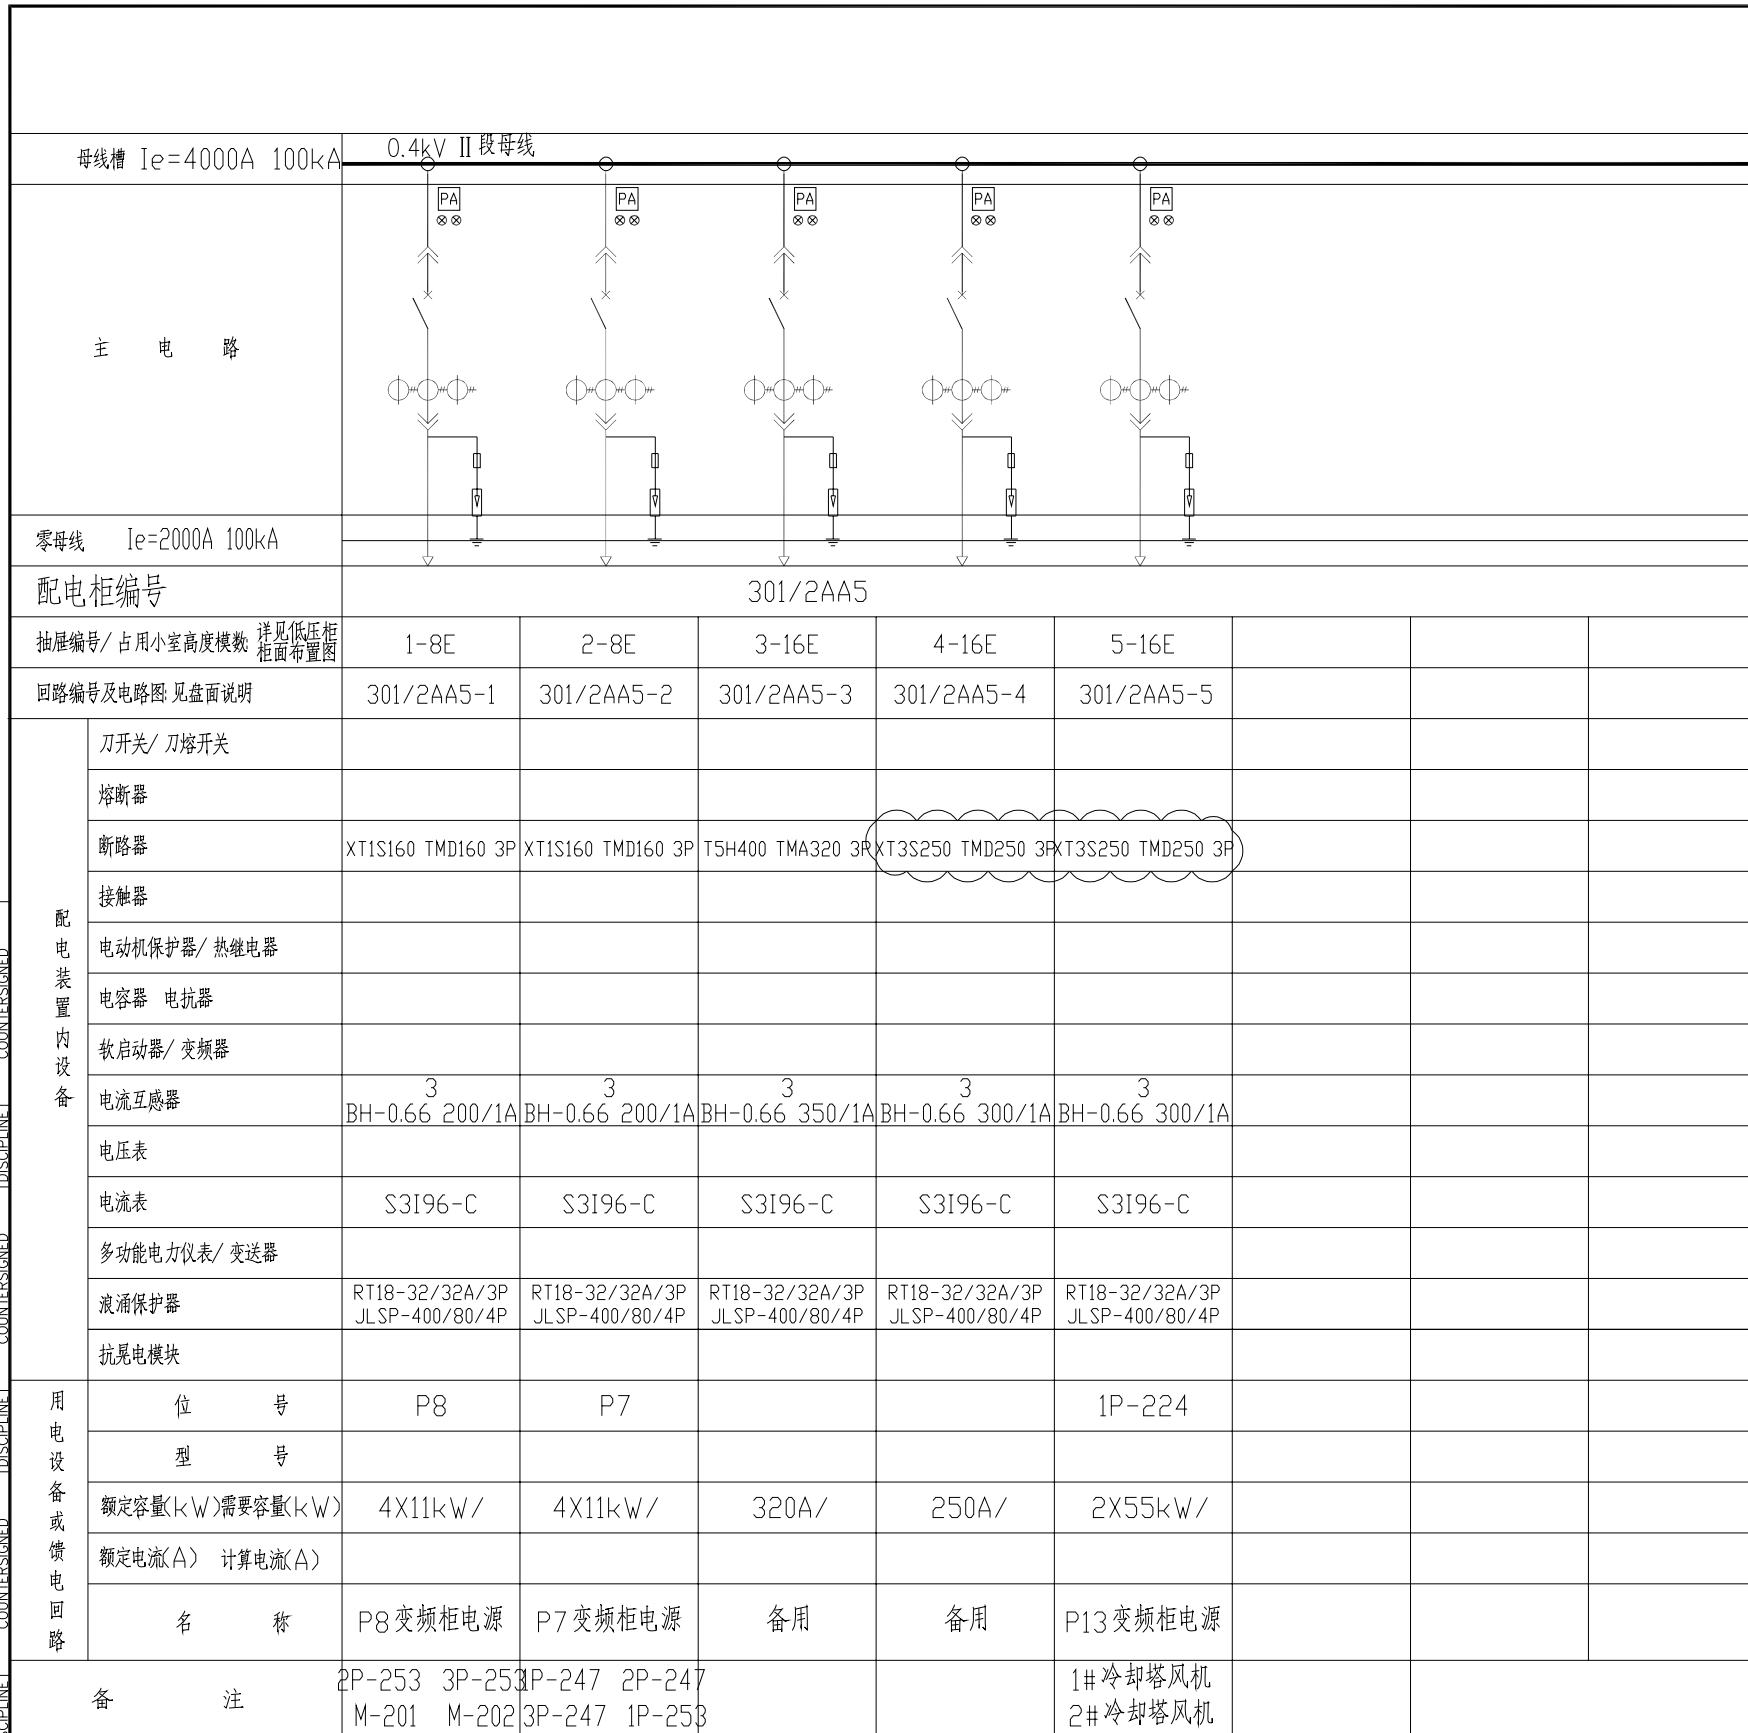 母线槽 Ie=4000A 100kA 0.4kV II段母线
PA PA PA PA PA
主 电 路
零母线 Ie=2000A 100kA
配电柜编号 301/2AA5
抽屉编号/占用小室高度模数 详见低压柜柜面布置图 1-8E 2-8E 3-16E 4-16E 5-16E
回路编号及电路图:见盘面说明 301/2AA5-1 301/2AA5-2 301/2AA5-3 301/2AA5-4 301/2AA5-5
配电装置内设备
刀开关/刀熔开关
熔断器
断路器 XT1S160 TMD160 3P XT1S160 TMD160 3P T5H400 TMA320 3P XT3S250 TMD250 3P XT3S250 TMD250 3P
接触器
电动机保护器/热继电器
电容器 电抗器
软启动器/变频器
电流互感器 3 3 3 3 3
BH-0.66 200/1A BH-0.66 200/1A BH-0.66 350/1A BH-0.66 300/1A BH-0.66 300/1A
电压表
电流表 S3I96-C S3I96-C S3I96-C S3I96-C S3I96-C
多功能电力仪表/变送器
浪涌保护器 RT18-32/32A/3P RT18-32/32A/3P RT18-32/32A/3P RT18-32/32A/3P RT18-32/32A/3P
JLSP-400/80/4P JLSP-400/80/4P JLSP-400/80/4P JLSP-400/80/4P JLSP-400/80/4P
抗晃电模块
用电设备或馈电回路
位 号 P8 P7 1P-224
型 号
额定容量(kW)需要容量(kW) 4X11kW/ 4X11kW/ 320A/ 250A/ 2X55kW/
额定电流(A) 计算电流(A)
名 称 P8变频柜电源 P7变频柜电源 备用 备用 P13变频柜电源
备 注 2P-253 3P-253 1P-247 2P-247 1#冷却塔风机
M-201 M-202 3P-247 1P-253 2#冷却塔风机
COUNTERSIGNED
DISCIPLINE
COUNTERSIGNED
DISCIPLINE
COUNTERSIGNED